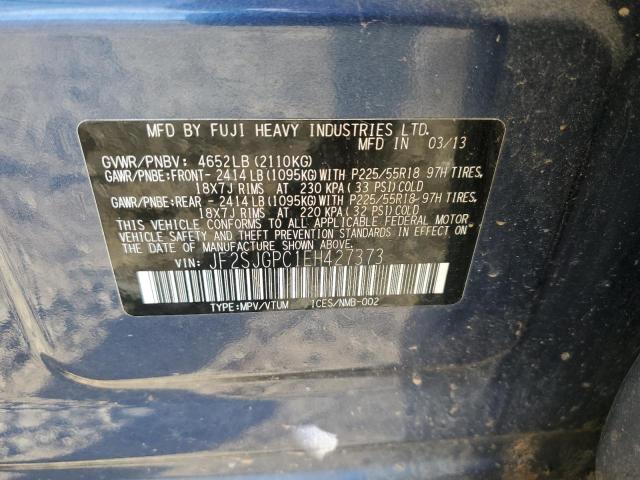 MFD BY FUJI HEAVY INDUSTRIES LTD.
MFD IN 03/13
GVWR/PNBV: 4652LB(2110KG)
GAWR/PNBE:FRONT- 2414LB(1095KG)WITH P225/55R18 97H TIRES,
18X7J RIMS AT 230 KPA(33 PSI)COLD
GAWR/PNBE:REAR - 2414LB(1095KG)WITH P225/55R18 97H TIRES,
18X7J RIMS AT 220 KPA(32 PSI)COLD
THIS VEHICLE CONFORMS TO ALL APPLICABLE FEDERAL MOTOR
VEHICLE SAFETY AND THEFT PREVENTION STANDARDS IN EFFECT ON
THE DATE OF MANUFACTURE SHOWN ABOVE.
VIN: JF2SJGPC1EH427373
TYPE:MPV/VTUM ICES/NMB-002